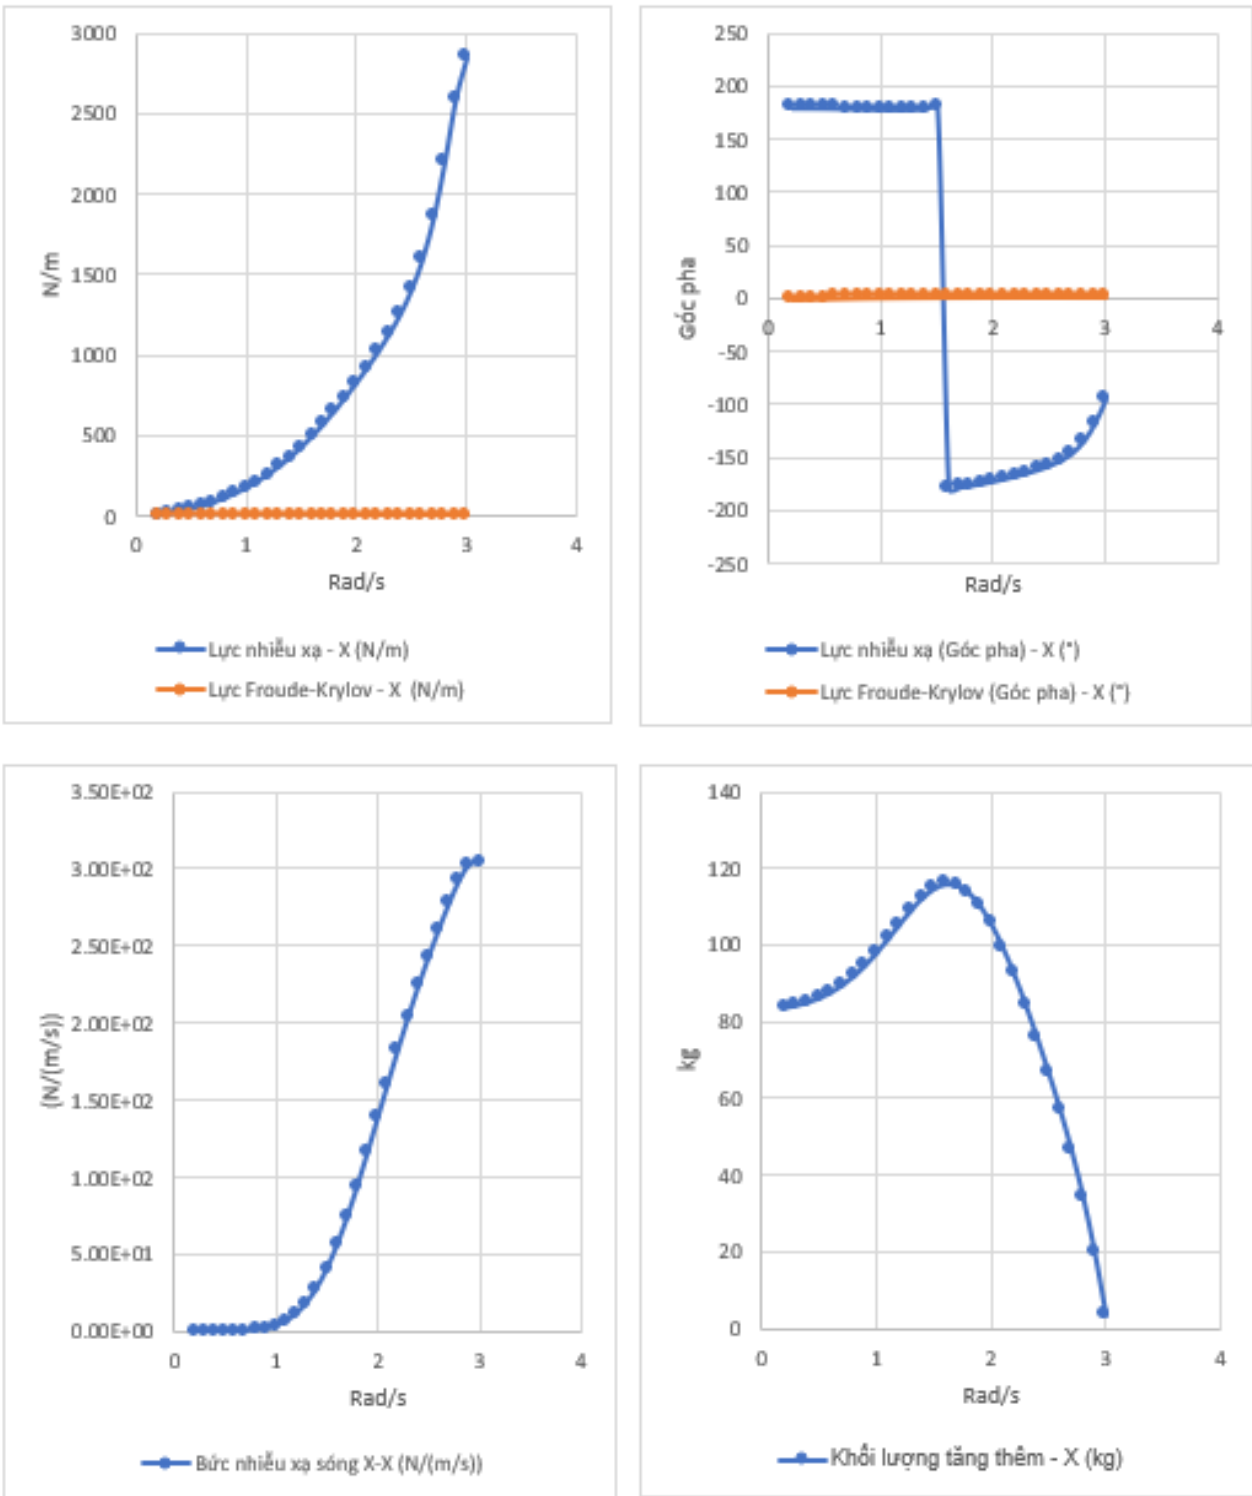 3000
2500
2000
1500
1000
500
0
N/m
0 1 2 3 4
Rad/s
Lực nhiễu xạ - X (N/m)
Lực Froude-Krylov - X (N/m)
250
200
150
100
50
0
-50
-100
-150
-200
-250
Góc pha
0 1 2 3 4
Rad/s
Lực nhiễu xạ (Góc pha) - X (°)
Lực Froude-Krylov (Góc pha) - X (°)
3.50E+02
3.00E+02
2.50E+02
2.00E+02
1.50E+02
1.00E+02
5.00E+01
0.00E+00
(N/(m/s))
0 1 2 3 4
Rad/s
Bức nhiễu xạ sóng X-X (N/(m/s))
140
120
100
80
60
40
20
0
kg
0 1 2 3 4
Rad/s
Khối lượng tăng thêm - X (kg)